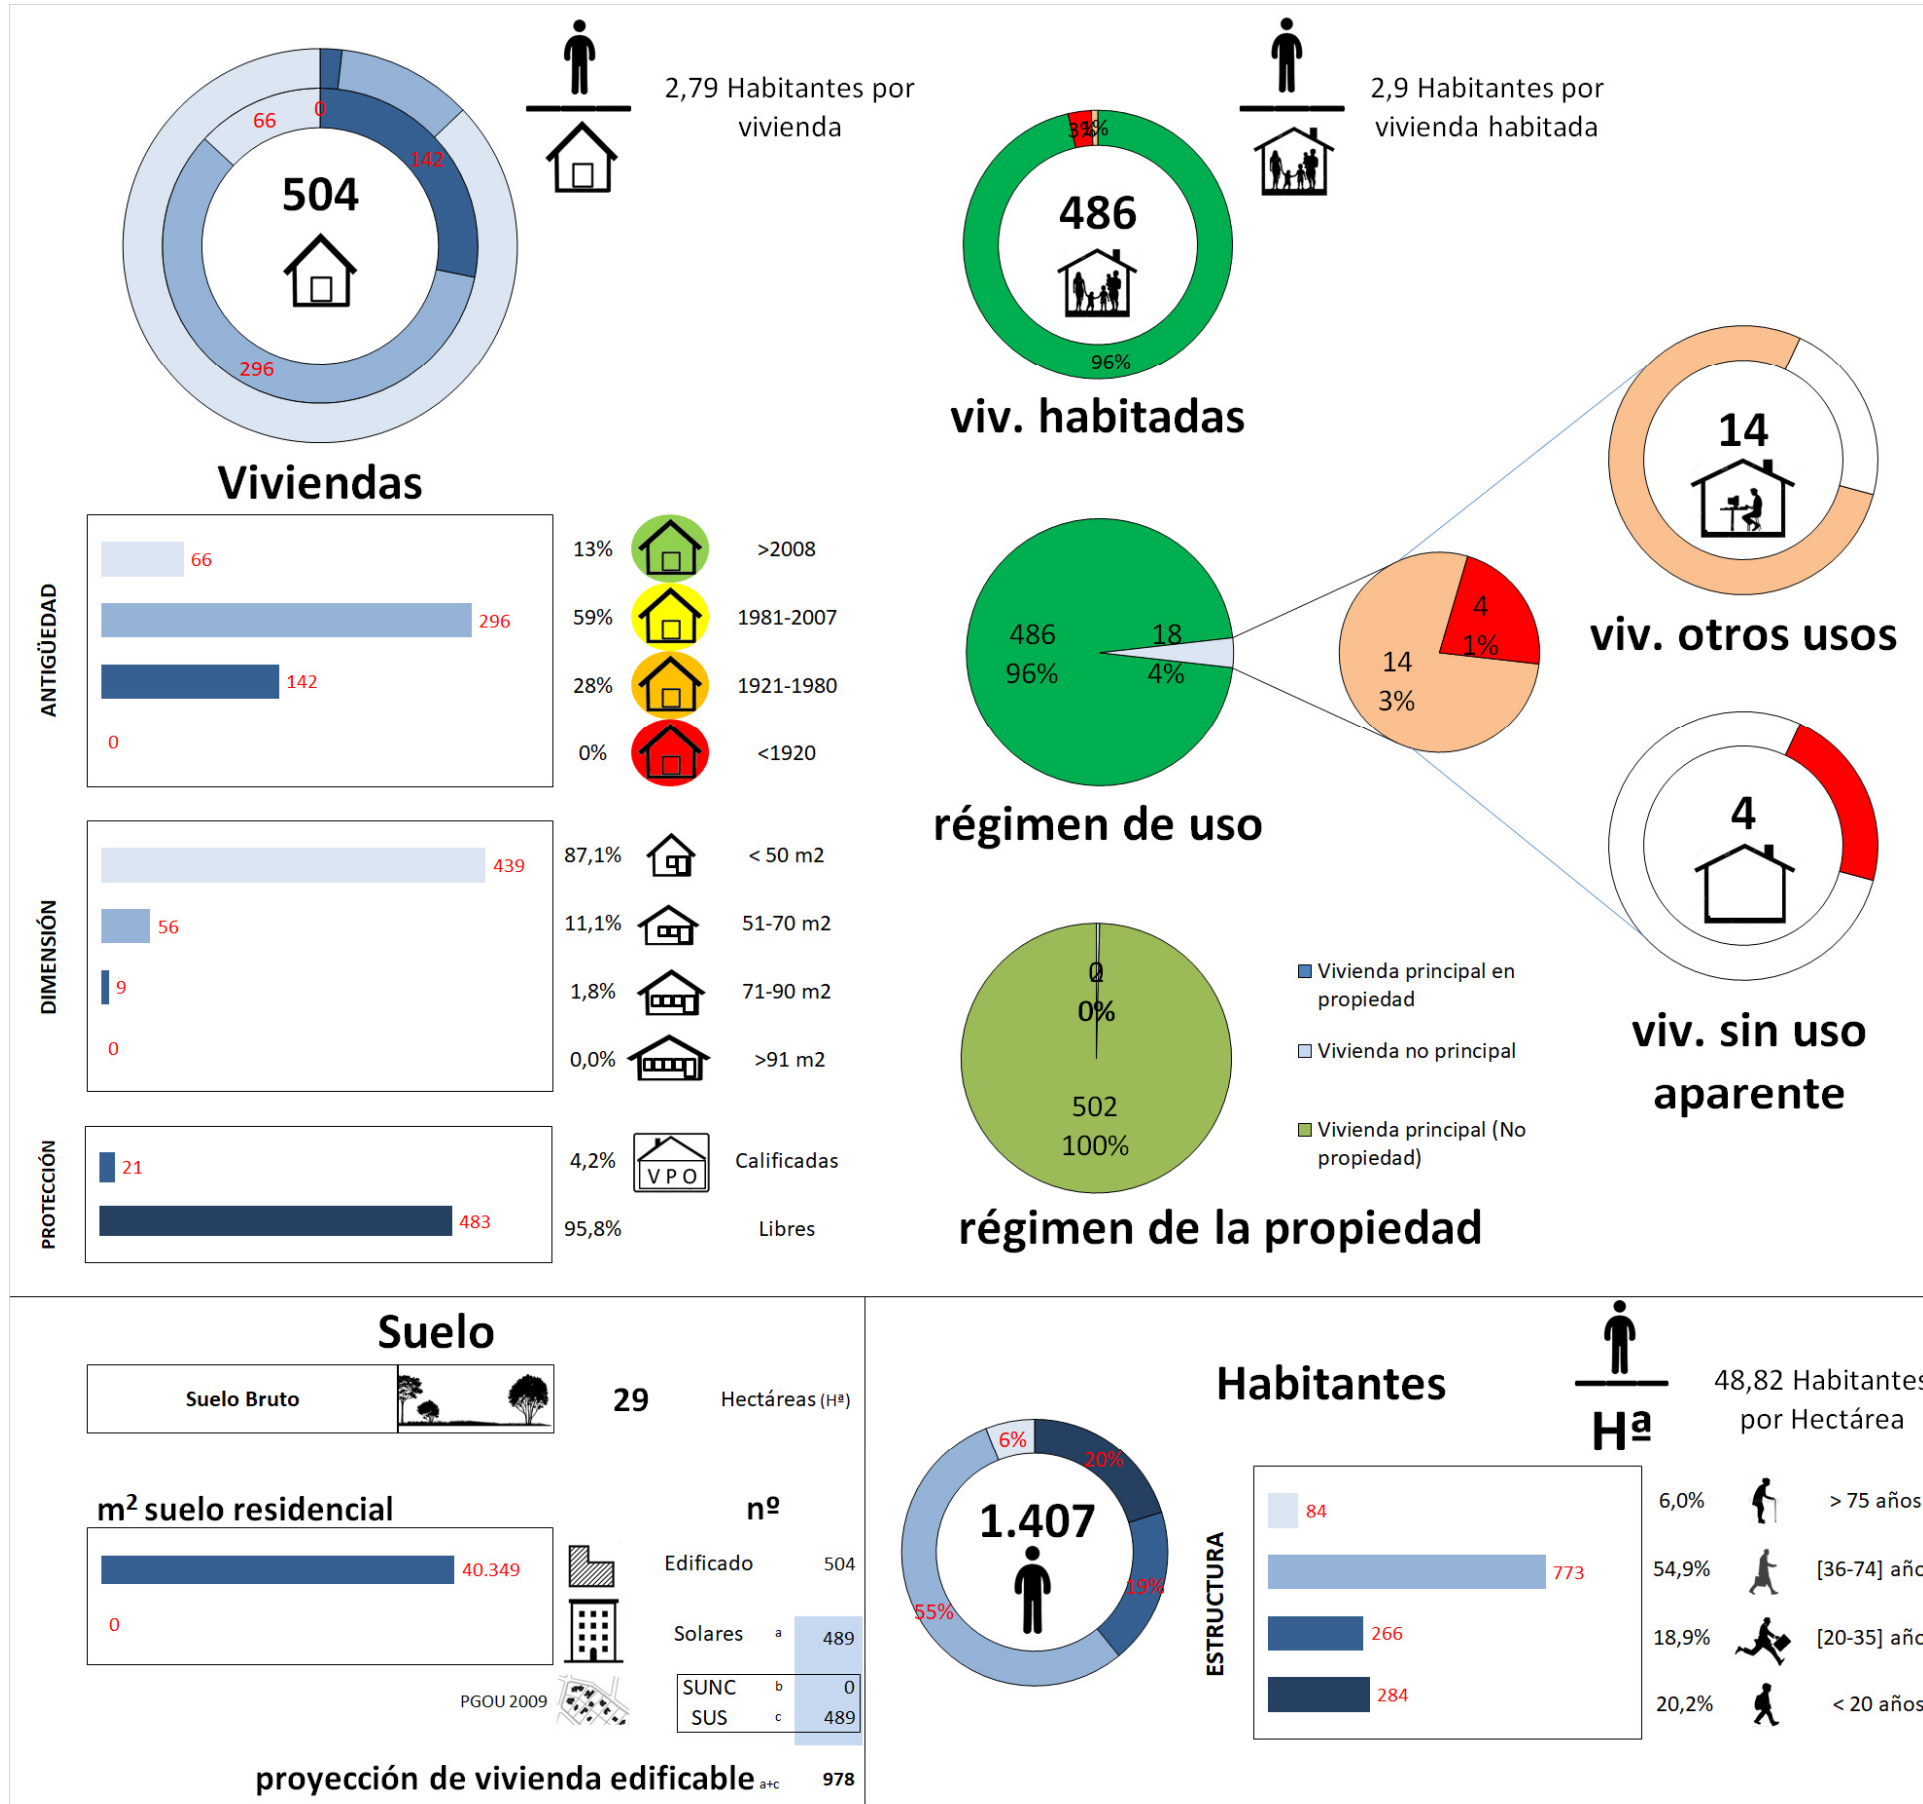 2,79 Habitantes por
vivienda
2,9 Habitantes por
vivienda habitada
66
0
142
504
296
Viviendas
3%
1%
486
96%
viv. habitadas
14
viv. otros usos
ANTIGÜEDAD
66
296
142
0
13%
>2008
59%
1981-2007
28%
1921-1980
0%
<1920
486
96%
18
4%
4
1%
14
3%
régimen de uso
4
viv. sin uso
aparente
DIMENSIÓN
439
56
9
0
87,1%
< 50 m2
11,1%
51-70 m2
1,8%
71-90 m2
0,0%
>91 m2
0%
502
100%
Vivienda principal en
propiedad
Vivienda no principal
Vivienda principal (No
propiedad)
régimen de la propiedad
PROTECCIÓN
21
483
4,2%
VPO
Calificadas
95,8%
Libres
Suelo
Suelo Bruto
29
Hectáreas (Hª)
m² suelo residencial
nº
40.349
0
Edificado
504
Solares a
489
PGOU 2009
SUNC b 0
SUS c 489
proyección de vivienda edificable a+c 978
Habitantes
Hª
48,82 Habitantes
por Hectárea
6%
20%
1.407
19%
55%
ESTRUCTURA
84
773
266
284
6,0%
> 75 años
54,9%
[36-74] año
18,9%
[20-35] año
20,2%
< 20 años